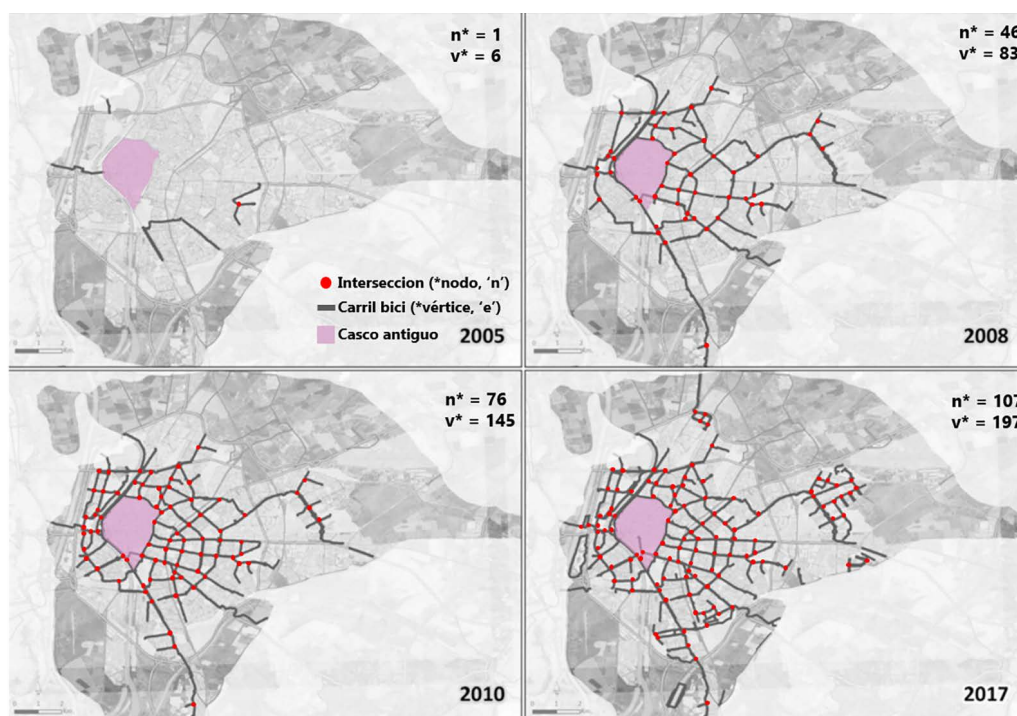 n* = 1
v* = 6
Interseccion (*nodo, ‘n’)
Carril bici (*vértice, ‘e’)
Casco antiguo
2005
n* = 46
v* = 83
2008
n* = 76
v* = 145
2010
n* = 107
v* = 197
2017